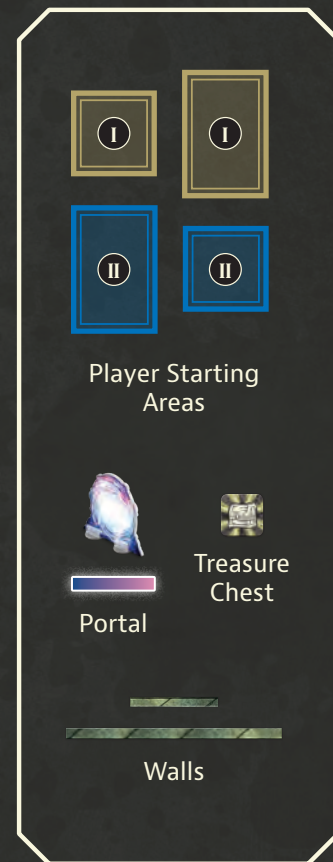 I
I
II
II
Player Starting
Areas
Portal
Treasure
Chest
Walls